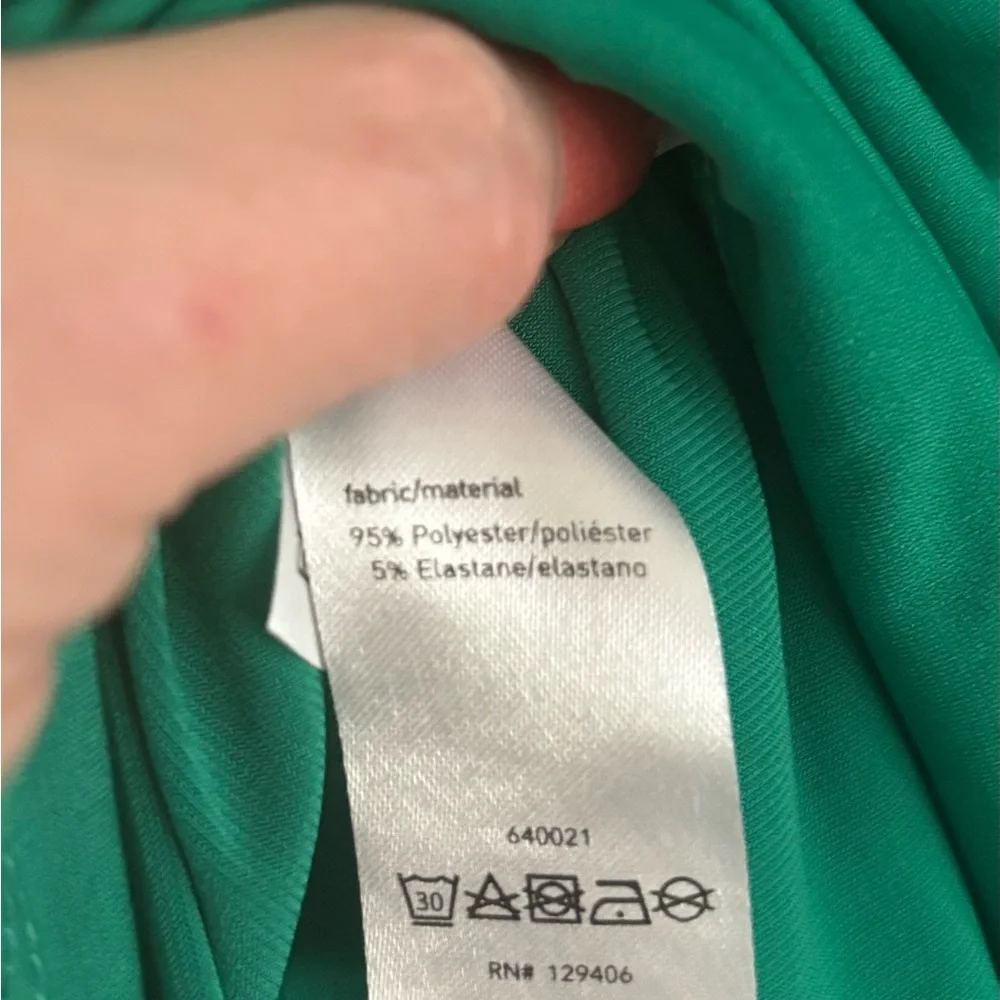 fabric/material
95% Polyester/poliéster
5% Elastane/elastano
640021
30
RN# 129406